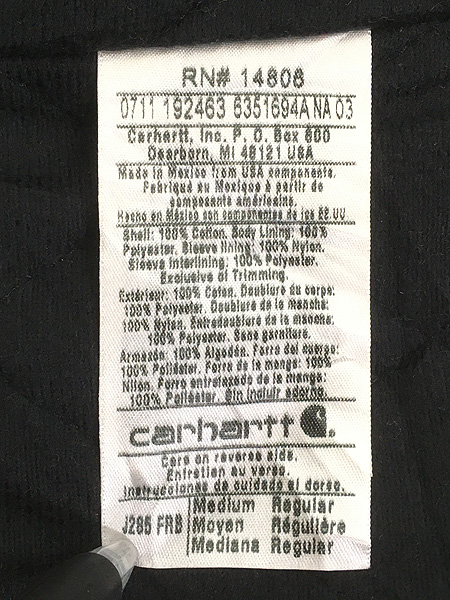 RN# 14806
0711 192463 6351694A NA 03
Carhartt, Inc. P. O. Box 600
Dearborn, MI 48121 USA
Made in Mexico from USA components.
Fabriqué au Mexique à partir de
composants américains.
Hecho en México con componentes de los EE.UU
Shell: 100% Cotton. Body Lining: 100%
Polyester. Sleeve lining: 100% Nylon.
Sleeve Interlining: 100% Polyester.
Exclusive of Trimming.
Extérieur: 100% Coton. Doublure du corps:
100% Polyester. Doublure de la manche:
100% Nylon. Entredoublure de la manche:
100% Polyester. Sans garniture.
Armazón: 100% Algodón. Forro del cuerpo:
100% Poliéster. Forro de la manga: 100%
Nilon. Forro entrelazado de la manga:
100% Poliéster. Sin incluir adorno.
carhartt
Care on reverse side.
Entretien au verso.
Instrucciones de cuidado al dorso.
J285 FRB Medium Regular
Moyen Régulière
Mediana Regular